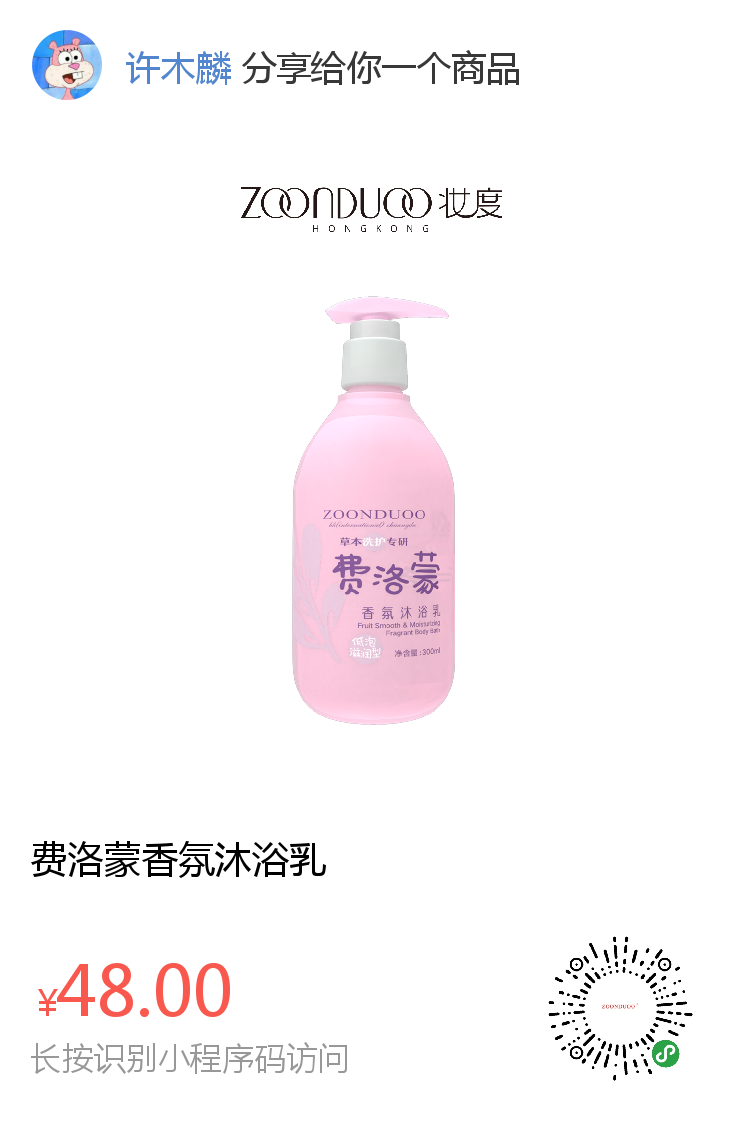 许木麟 分享给你一个商品
ZOONDUOO 妆度
HONGKONG
ZOONDUOO
hk(international) zhuangdu
草本洗护专研
费洛蒙
香氛沐浴乳
Fruit Smooth & Moisturizing
Fragrant Body Bath
低泡
滋润型
净含量:300ml
费洛蒙香氛沐浴乳
¥48.00
ZOONDUOO
长按识别小程序码访问